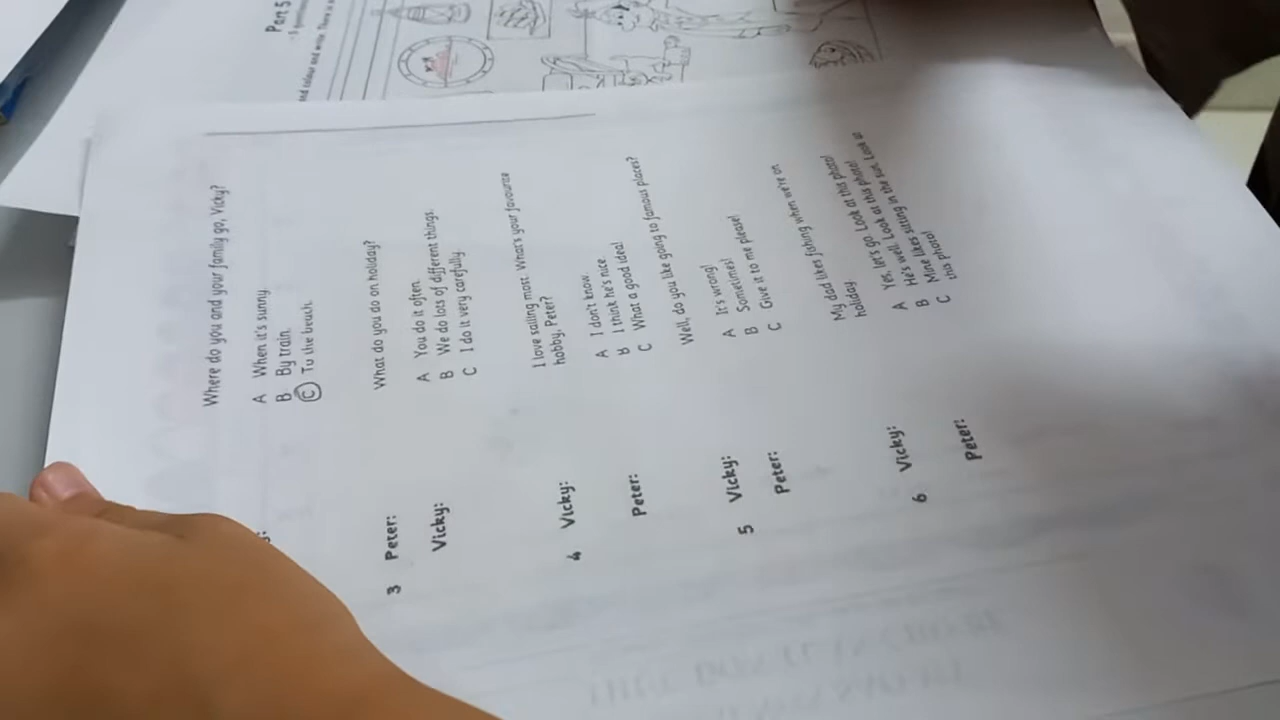 Part 5
and colour and write. There is
Where do you and your family go, Vicky?
A When it's sunny.
B By train.
C To the beach.
3 Peter: What do you do on holiday?
Vicky: A You do it often.
B We do lots of different things.
C I do it very carefully.
4 Vicky: I love sailing most. What's your favourite
hobby, Peter?
Peter: A I don't know.
B I think he's nice
C What a good idea!
5 Vicky: Well, do you like going to famous places?
Peter: A It's wrong!
B Sometimes!
C Give it to me please!
6 Vicky: My dad likes fishing when we're on
holiday.
Peter: A Yes, let's go. Look at this photo!
B He's well. Look at this photo!
C Mine likes sitting in the sun. Look at
this photo!